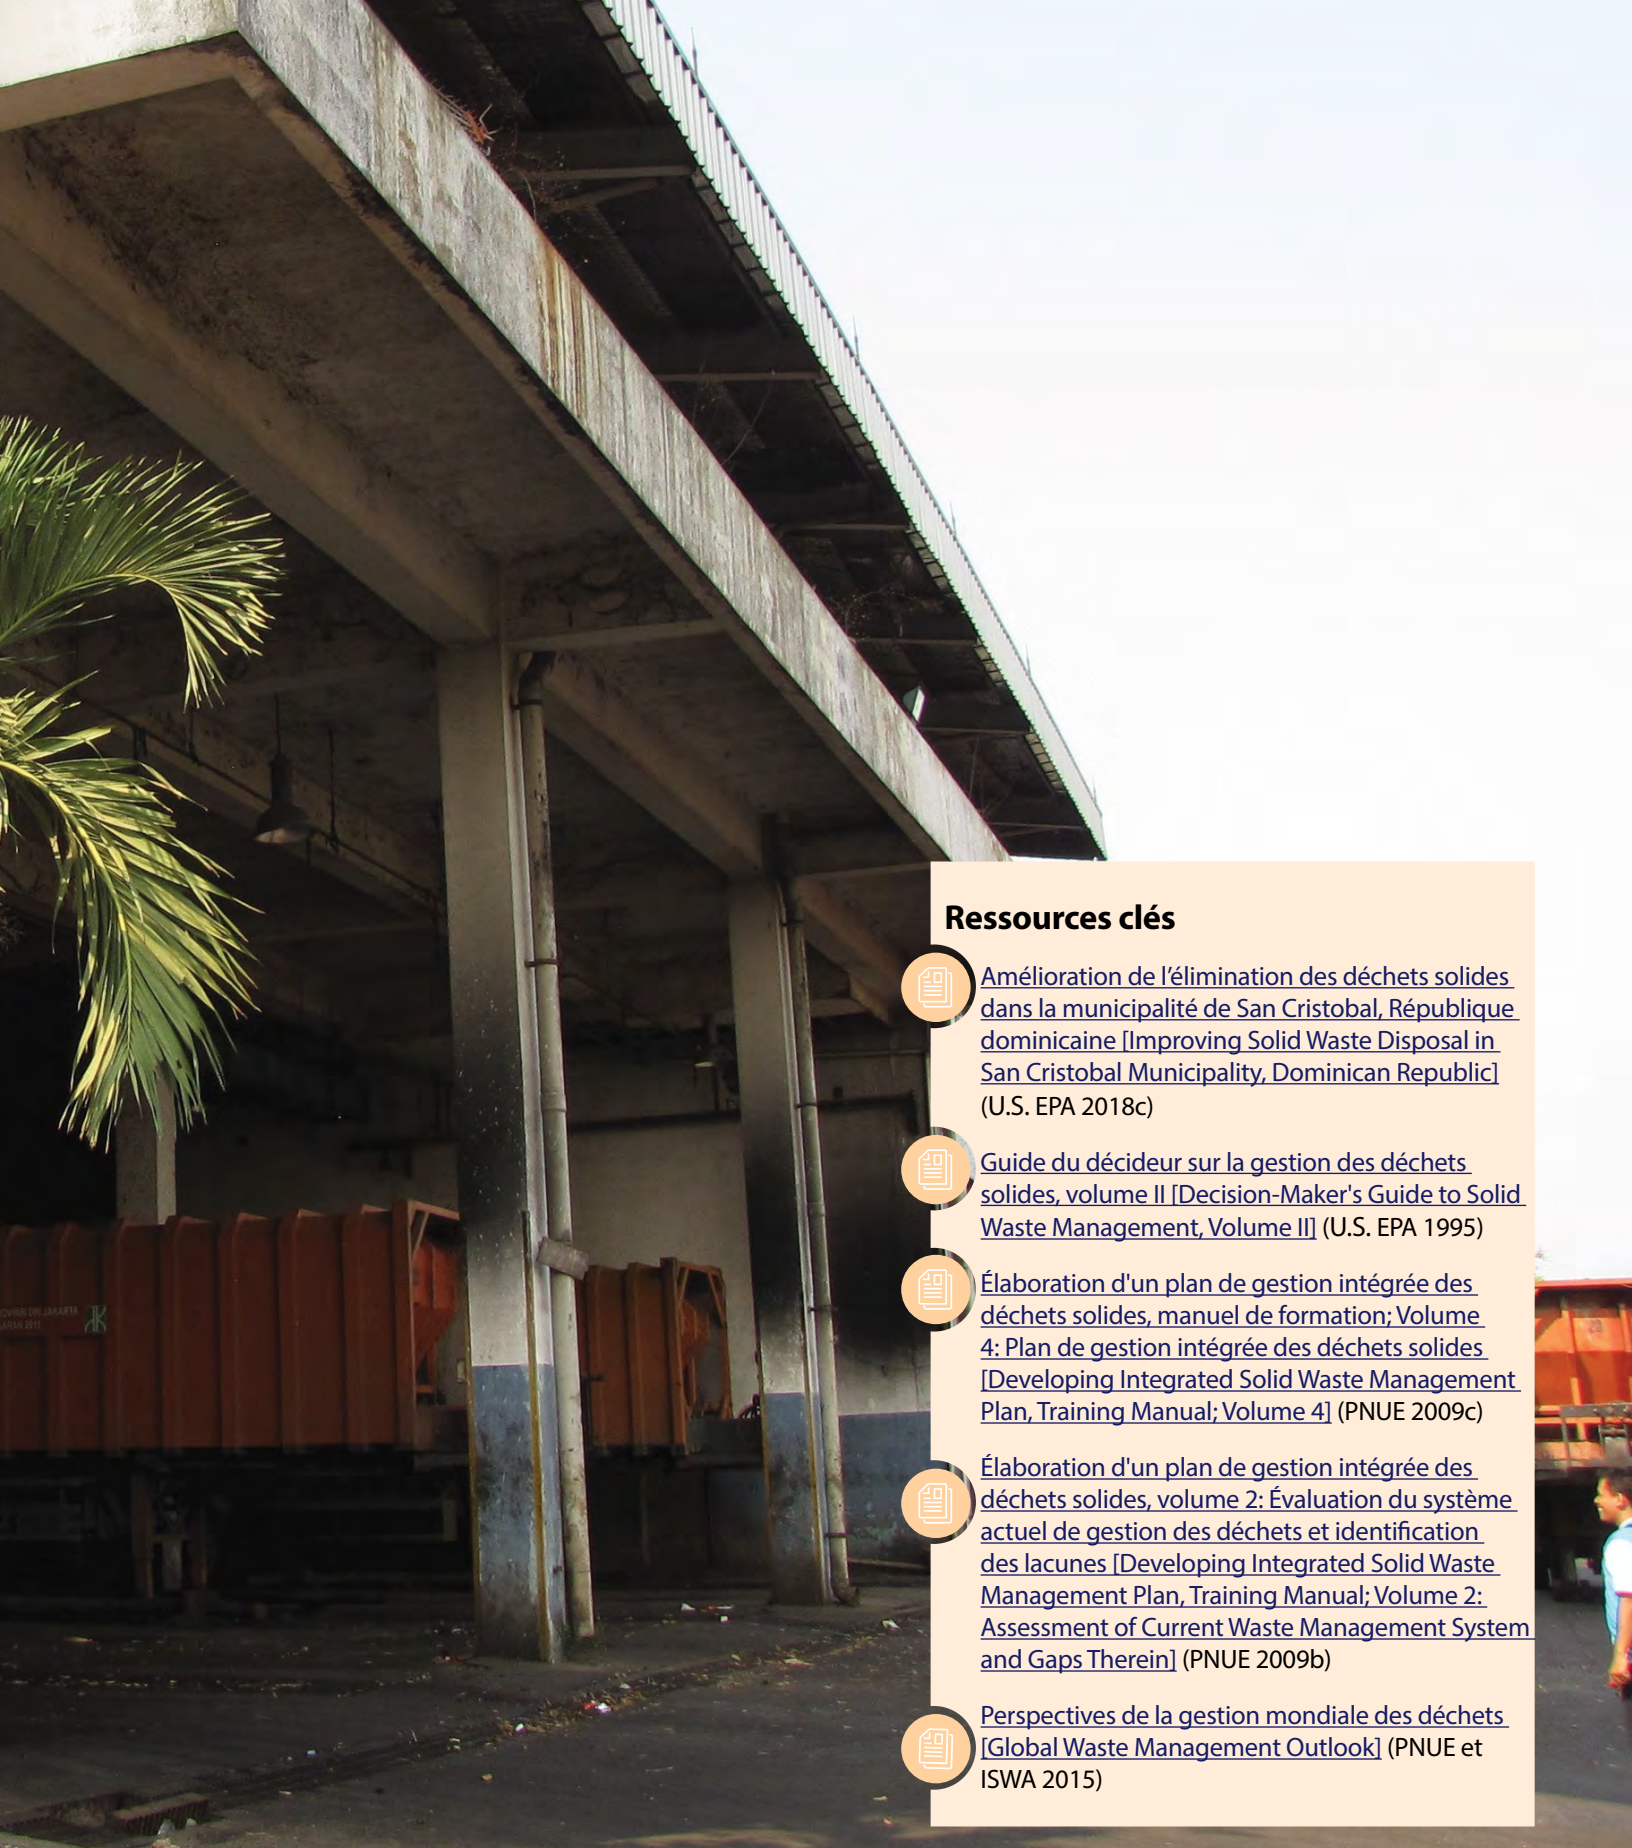 PROVINSI DKI JAKARTA
Ressources clés
Amélioration de l’élimination des déchets solides
dans la municipalité de San Cristobal, République
dominicaine [Improving Solid Waste Disposal in
San Cristobal Municipality, Dominican Republic]
(U.S. EPA 2018c)
Guide du décideur sur la gestion des déchets
solides, volume II [Decision-Maker's Guide to Solid
Waste Management, Volume II] (U.S. EPA 1995)
Élaboration d'un plan de gestion intégrée des
déchets solides, manuel de formation; Volume
4: Plan de gestion intégrée des déchets solides
[Developing Integrated Solid Waste Management
Plan, Training Manual; Volume 4] (PNUE 2009c)
Élaboration d'un plan de gestion intégrée des
déchets solides, volume 2: Évaluation du système
actuel de gestion des déchets et identification
des lacunes [Developing Integrated Solid Waste
Management Plan, Training Manual; Volume 2:
Assessment of Current Waste Management System
and Gaps Therein] (PNUE 2009b)
Perspectives de la gestion mondiale des déchets
[Global Waste Management Outlook] (PNUE et
ISWA 2015)